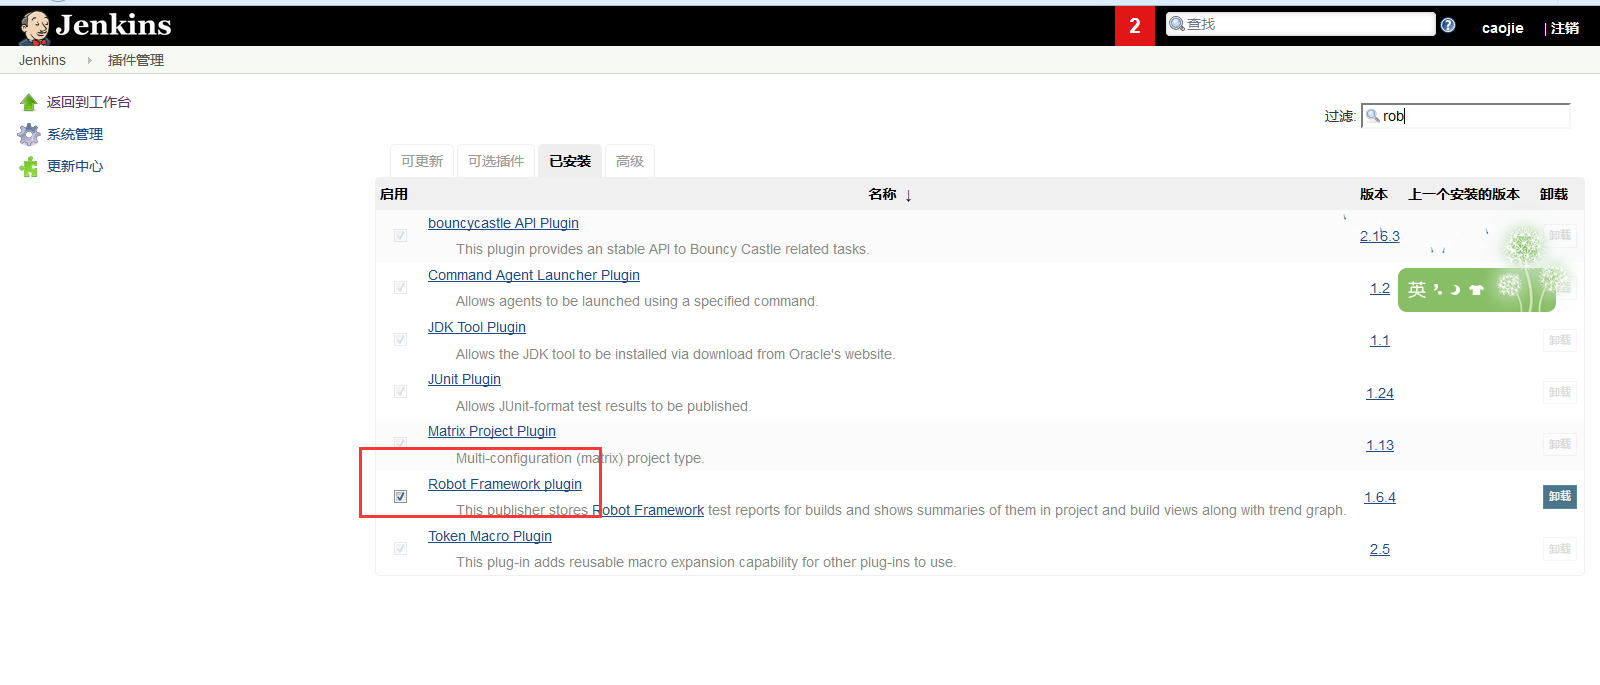 Jenkins
2
查找
caojie
| 注销
Jenkins
插件管理
返回到工作台
系统管理
更新中心
过滤: rob
可更新 可选插件 已安装 高级
启用 名称 ↓ 版本 上一个安装的版本 卸载
bouncycastle API Plugin
This plugin provides an stable API to Bouncy Castle related tasks.
2.16.3
卸载
Command Agent Launcher Plugin
Allows agents to be launched using a specified command.
1.2
英
JDK Tool Plugin
Allows the JDK tool to be installed via download from Oracle's website.
1.1
卸载
JUnit Plugin
Allows JUnit-format test results to be published.
1.24
卸载
Matrix Project Plugin
Multi-configuration (matrix) project type.
1.13
卸载
Robot Framework plugin
This publisher stores Robot Framework test reports for builds and shows summaries of them in project and build views along with trend graph.
1.6.4
卸载
Token Macro Plugin
This plug-in adds reusable macro expansion capability for other plug-ins to use.
2.5
卸载